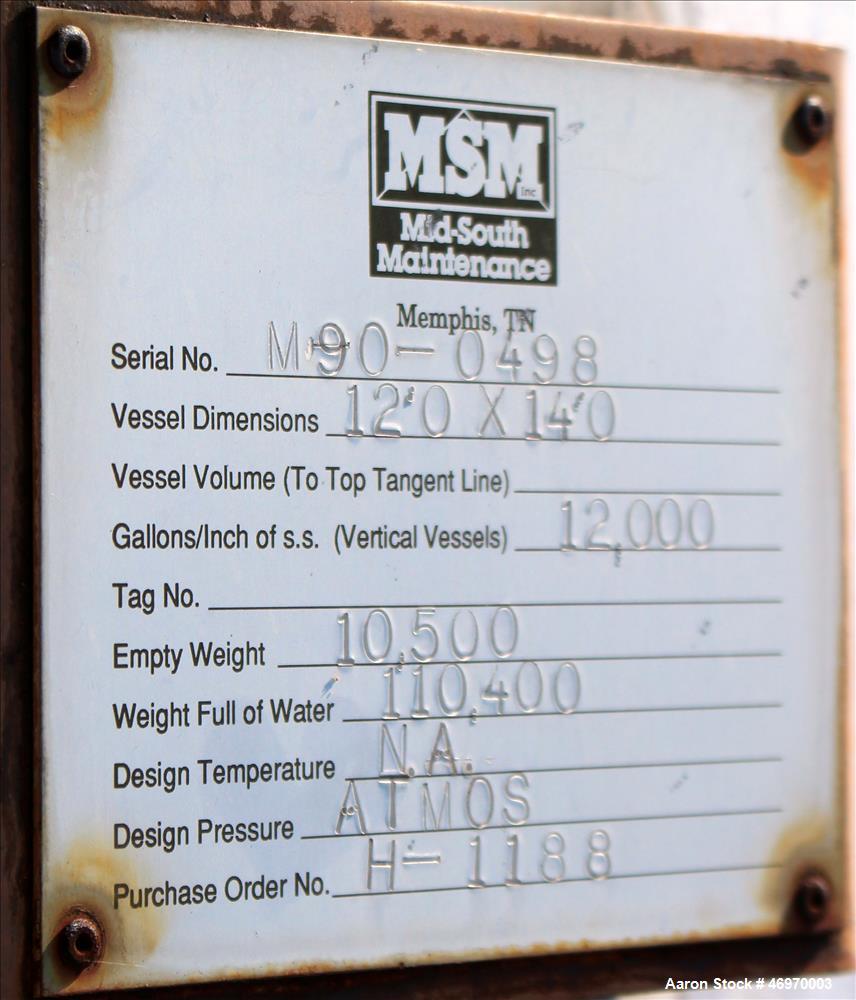 MSM Inc
Mid-South
Maintenance
Memphis, TN
Serial No. M90-0498
Vessel Dimensions 12'0 X 14'0
Vessel Volume (To Top Tangent Line)
Gallons/Inch of s.s. (Vertical Vessels) 12,000
Tag No.
Empty Weight 10,500
Weight Full of Water 110,400
Design Temperature N.A.
Design Pressure ATMOS
Purchase Order No. H-1188
Aaron Stock # 46970003